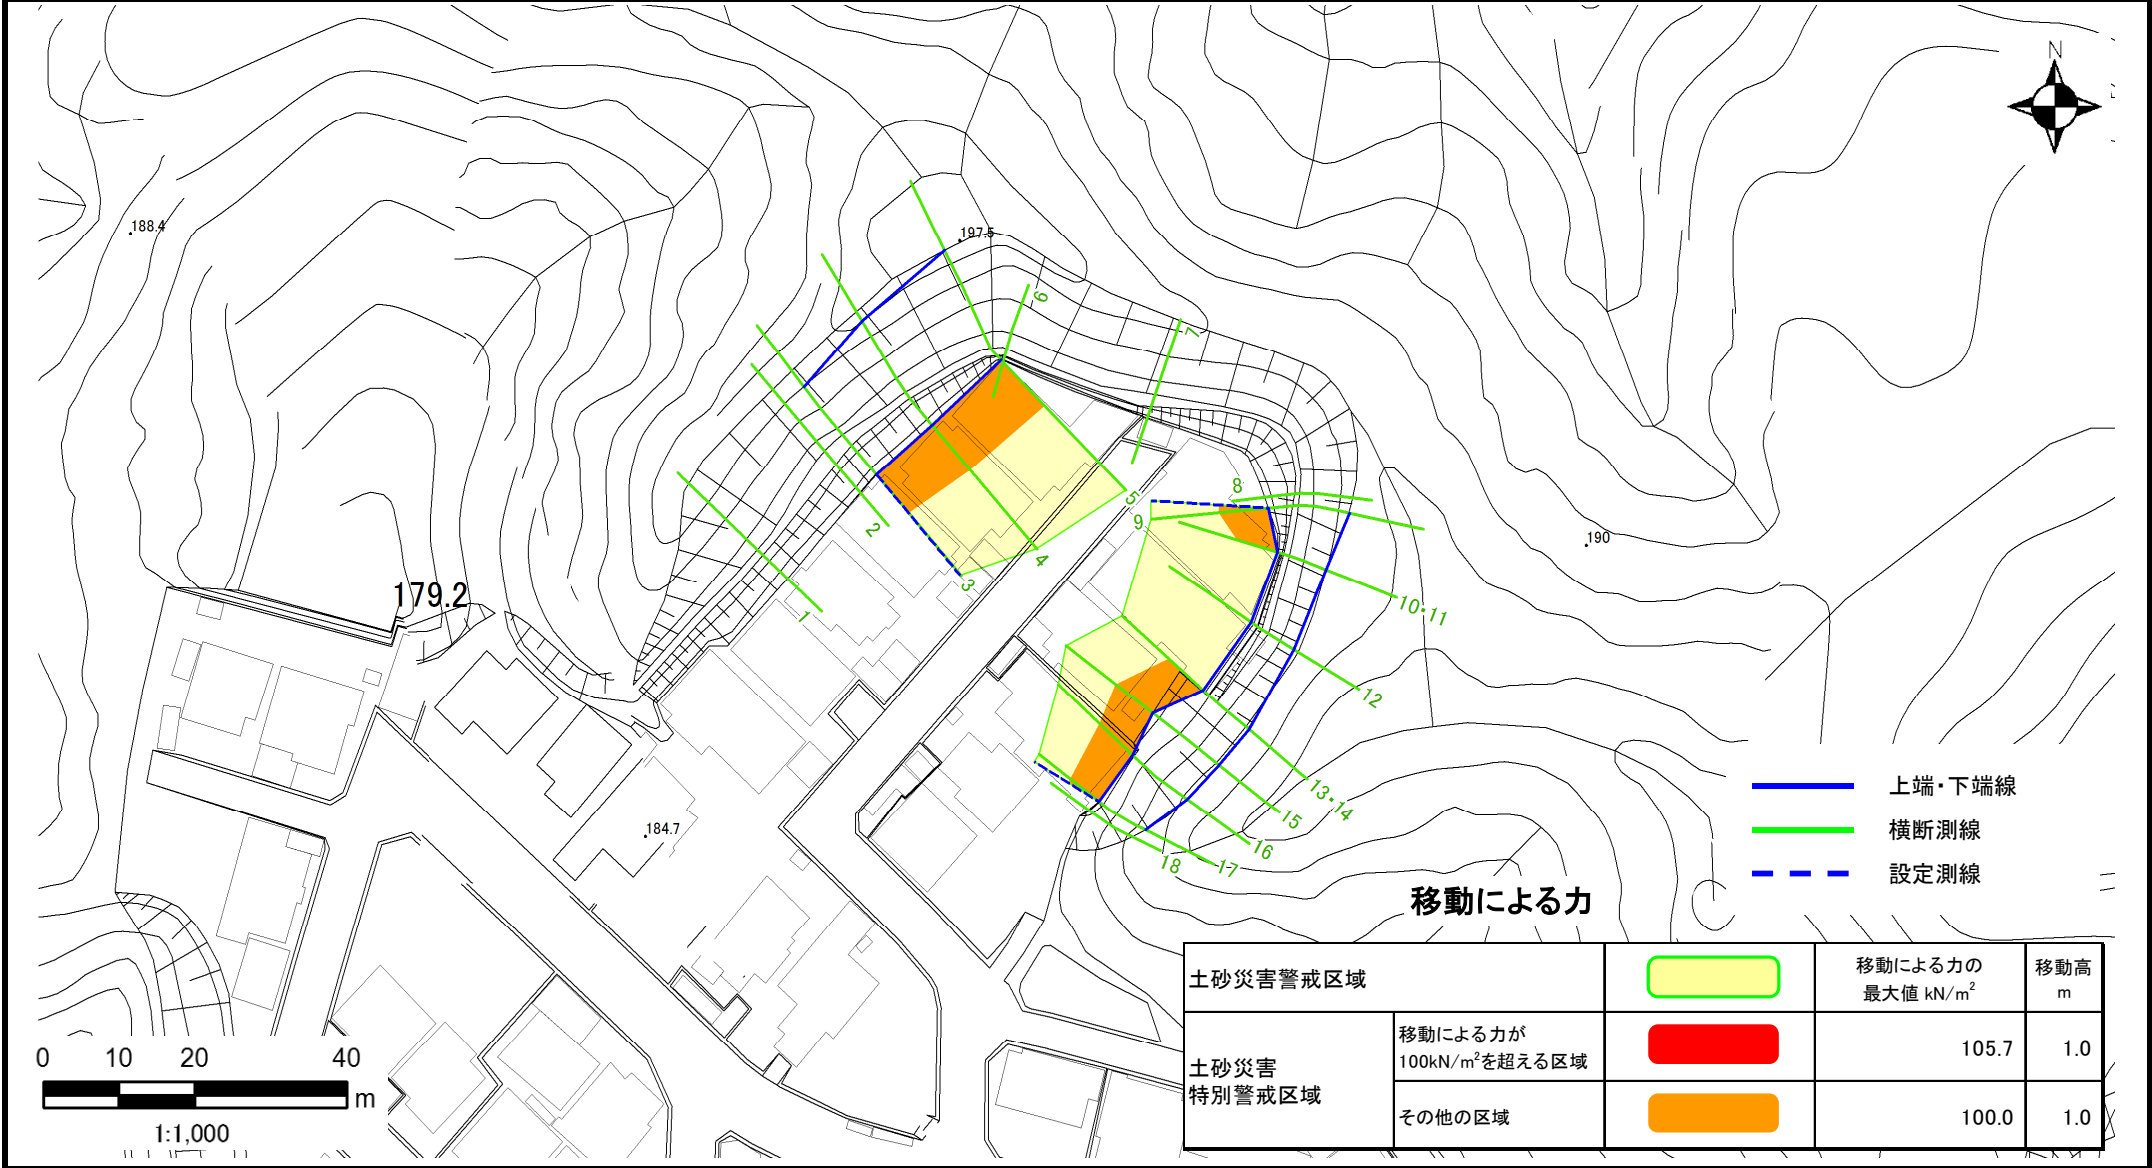 N
188.4
197.5
6
7
8
5
9
2
4
190
3
179.2
1
10・11
12
上端・下端線
13・14
15
横断測線
184.7
16
18
17
設定測線
移動による力
土砂災害警戒区域
移動による力の
最大値 kN/m²
移動高
m
土砂災害
特別警戒区域
移動による力が
100kN/m²を超える区域
105.7
1.0
その他の区域
100.0
1.0
0 10 20 40
m
1:1,000